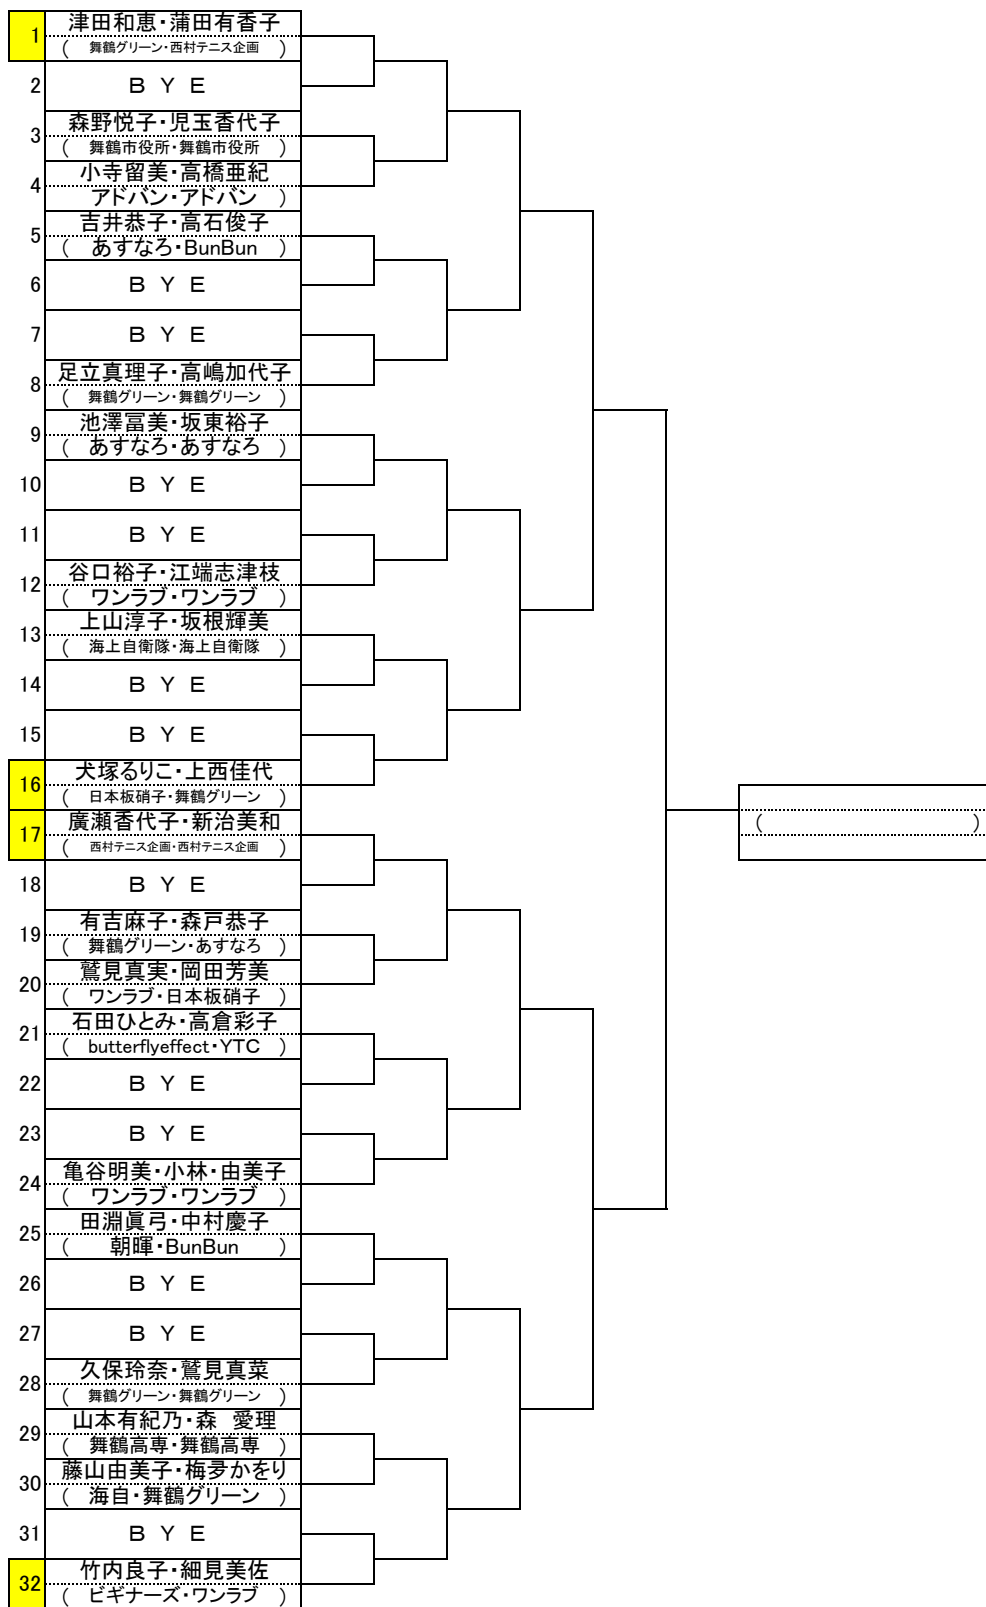 1 津田和恵・蒲田有香子
( 舞鶴グリーン・西村テニス企画 )
2 ＢＹＥ
3 森野悦子・児玉香代子
( 舞鶴市役所・舞鶴市役所 )
4 小寺留美・高橋亜紀
アドバン・アドバン )
5 吉井恭子・高石俊子
( あすなろ・BunBun )
6 ＢＹＥ
7 ＢＹＥ
8 足立真理子・高嶋加代子
( 舞鶴グリーン・舞鶴グリーン )
9 池澤冨美・坂東裕子
( あすなろ・あすなろ )
10 ＢＹＥ
11 ＢＹＥ
12 谷口裕子・江端志津枝
( ワンラブ・ワンラブ )
13 上山淳子・坂根輝美
( 海上自衛隊・海上自衛隊 )
14 ＢＹＥ
15 ＢＹＥ
16 犬塚るりこ・上西佳代
( 日本板硝子・舞鶴グリーン )
17 廣瀬香代子・新治美和
( 西村テニス企画・西村テニス企画 )
( )
18 ＢＹＥ
19 有吉麻子・森戸恭子
( 舞鶴グリーン・あすなろ )
20 鷲見真実・岡田芳美
( ワンラブ・日本板硝子 )
21 石田ひとみ・高倉彩子
( butterflyeffect・YTC )
22 ＢＹＥ
23 ＢＹＥ
24 亀谷明美・小林・由美子
( ワンラブ・ワンラブ )
25 田淵眞弓・中村慶子
( 朝暉・BunBun )
26 ＢＹＥ
27 ＢＹＥ
28 久保玲奈・鷲見真菜
( 舞鶴グリーン・舞鶴グリーン )
29 山本有紀乃・森　愛理
( 舞鶴高専・舞鶴高専 )
30 藤山由美子・梅夛かをり
( 海自・舞鶴グリーン )
31 ＢＹＥ
32 竹内良子・細見美佐
( ビギナーズ・ワンラブ )